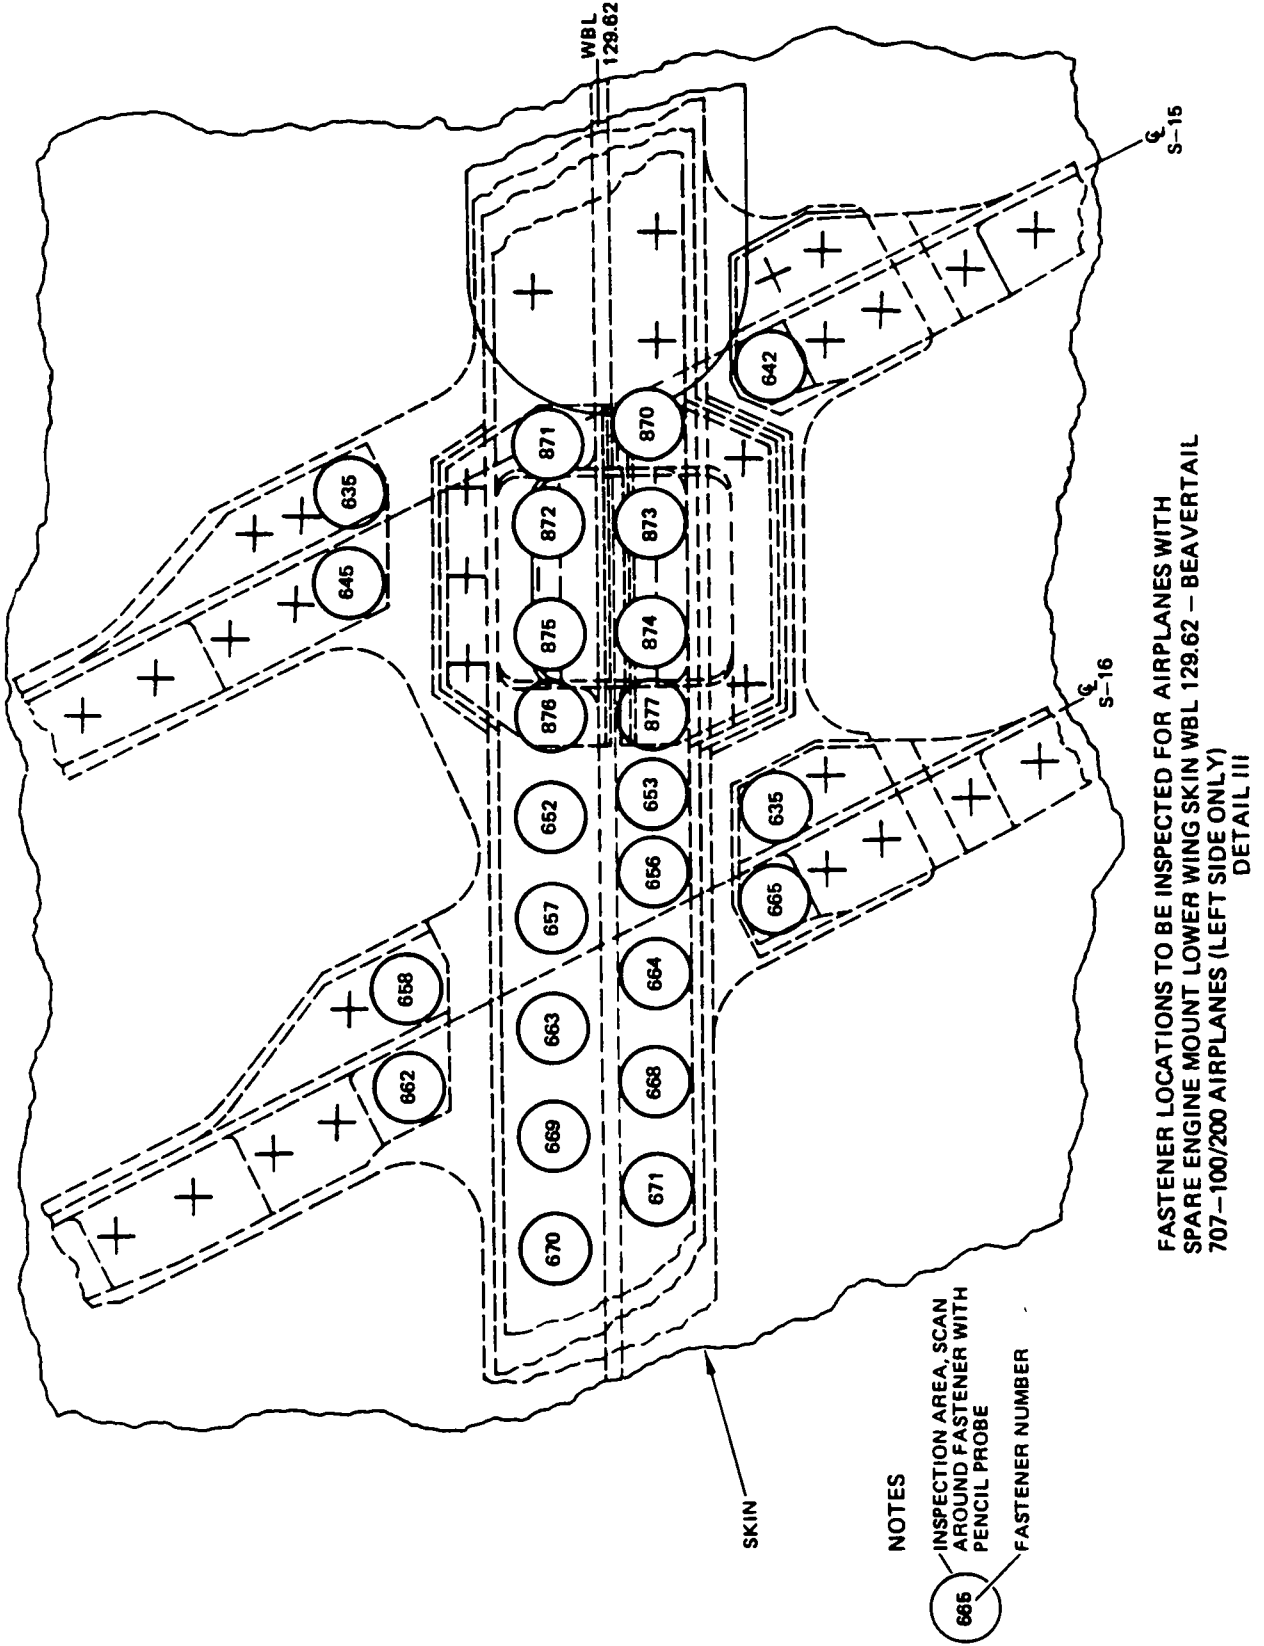 645 635
662 658
670 669 663 657 652 876 875 872 871
WBL
129.62
671 668 664 656 653 877 874 873 870
SKIN
665 635 642
NOTES
665
INSPECTION AREA, SCAN
AROUND FASTENER WITH
PENCIL PROBE
FASTENER NUMBER
℄
S-16
℄
S-15
FASTENER LOCATIONS TO BE INSPECTED FOR AIRPLANES WITH
SPARE ENGINE MOUNT LOWER WING SKIN WBL 129.62 – BEAVERTAIL
707–100/200 AIRPLANES (LEFT SIDE ONLY)
DETAIL III